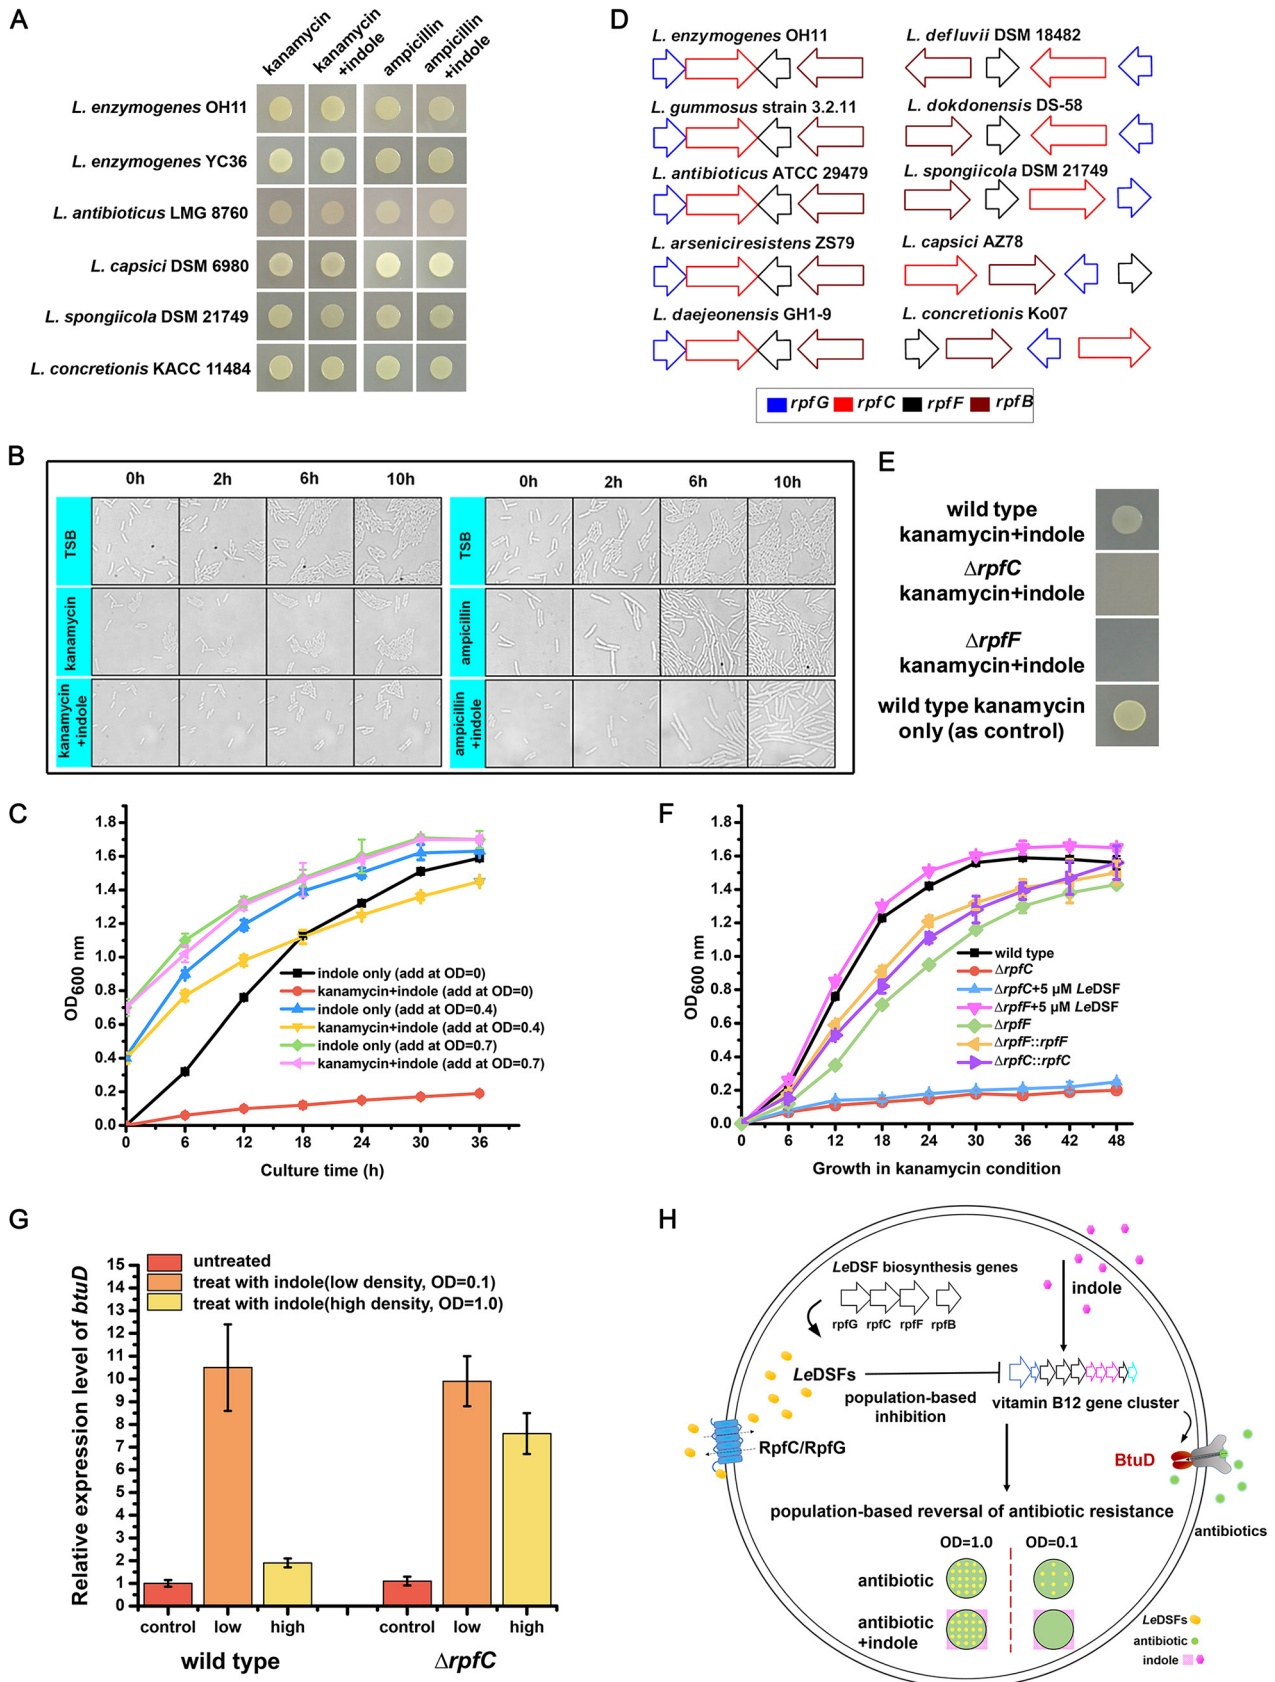 A
kanamycin
kanamycin
+indole
ampicillin
ampicillin
+indole
L. enzymogenes OH11
L. enzymogenes YC36
L. antibioticus LMG 8760
L. capsici DSM 6980
L. spongiicola DSM 21749
L. concretionis KACC 11484
D
L. enzymogenes OH11
L. defluvii DSM 18482
L. gummosus strain 3.2.11
L. dokdonensis DS-58
L. antibioticus ATCC 29479
L. spongiicola DSM 21749
L. arseniciresistens ZS79
L. capsici AZ78
L. daejeonensis GH1-9
L. concretionis Ko07
rpfG rpfC rpfF rpfB
B
0h 2h 6h 10h
0h 2h 6h 10h
TSB
kanamycin
kanamycin
+indole
TSB
ampicillin
ampicillin
+indole
E
wild type
kanamycin+indole
ΔrpfC
kanamycin+indole
ΔrpfF
kanamycin+indole
wild type kanamycin
only (as control)
C
OD600 nm
1.8
1.6
1.4
1.2
1.0
0.8
0.6
0.4
0.2
0.0
indole only (add at OD=0)
kanamycin+indole (add at OD=0)
indole only (add at OD=0.4)
kanamycin+indole (add at OD=0.4)
indole only (add at OD=0.7)
kanamycin+indole (add at OD=0.7)
0 6 12 18 24 30 36
Culture time (h)
F
OD600 nm
1.8
1.6
1.4
1.2
1.0
0.8
0.6
0.4
0.2
0.0
wild type
ΔrpfC
ΔrpfC+5 μM LeDSF
ΔrpfF+5 μM LeDSF
ΔrpfF
ΔrpfF::rpfF
ΔrpfC::rpfC
0 6 12 18 24 30 36 42 48
Growth in kanamycin condition
G
Relative expression level of btuD
15
14
13
12
11
10
9
8
7
6
5
4
3
2
1
0
untreated
treat with indole(low density, OD=0.1)
treat with indole(high density, OD=1.0)
control low high control low high
wild type ΔrpfC
H
LeDSF biosynthesis genes
rpfG rpfC rpfF rpfB
indole
LeDSFs
population-based
inhibition
vitamin B12 gene cluster
RpfC/RpfG
BtuD
antibiotics
population-based reversal of antibiotic resistance
OD=1.0 OD=0.1
antibiotic
antibiotic
+indole
LeDSFs
antibiotic
indole